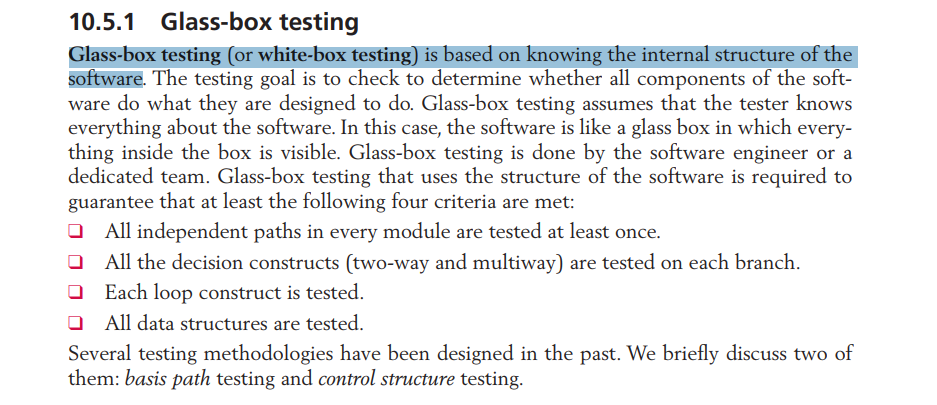 10.5.1 Glass-box testing
Glass-box testing (or white-box testing) is based on knowing the internal structure of the
software. The testing goal is to check to determine whether all components of the soft-
ware do what they are designed to do. Glass-box testing assumes that the tester knows
everything about the software. In this case, the software is like a glass box in which every-
thing inside the box is visible. Glass-box testing is done by the software engineer or a
dedicated team. Glass-box testing that uses the structure of the software is required to
guarantee that at least the following four criteria are met:
❑ All independent paths in every module are tested at least once.
❑ All the decision constructs (two-way and multiway) are tested on each branch.
❑ Each loop construct is tested.
❑ All data structures are tested.
Several testing methodologies have been designed in the past. We briefly discuss two of
them: basis path testing and control structure testing.